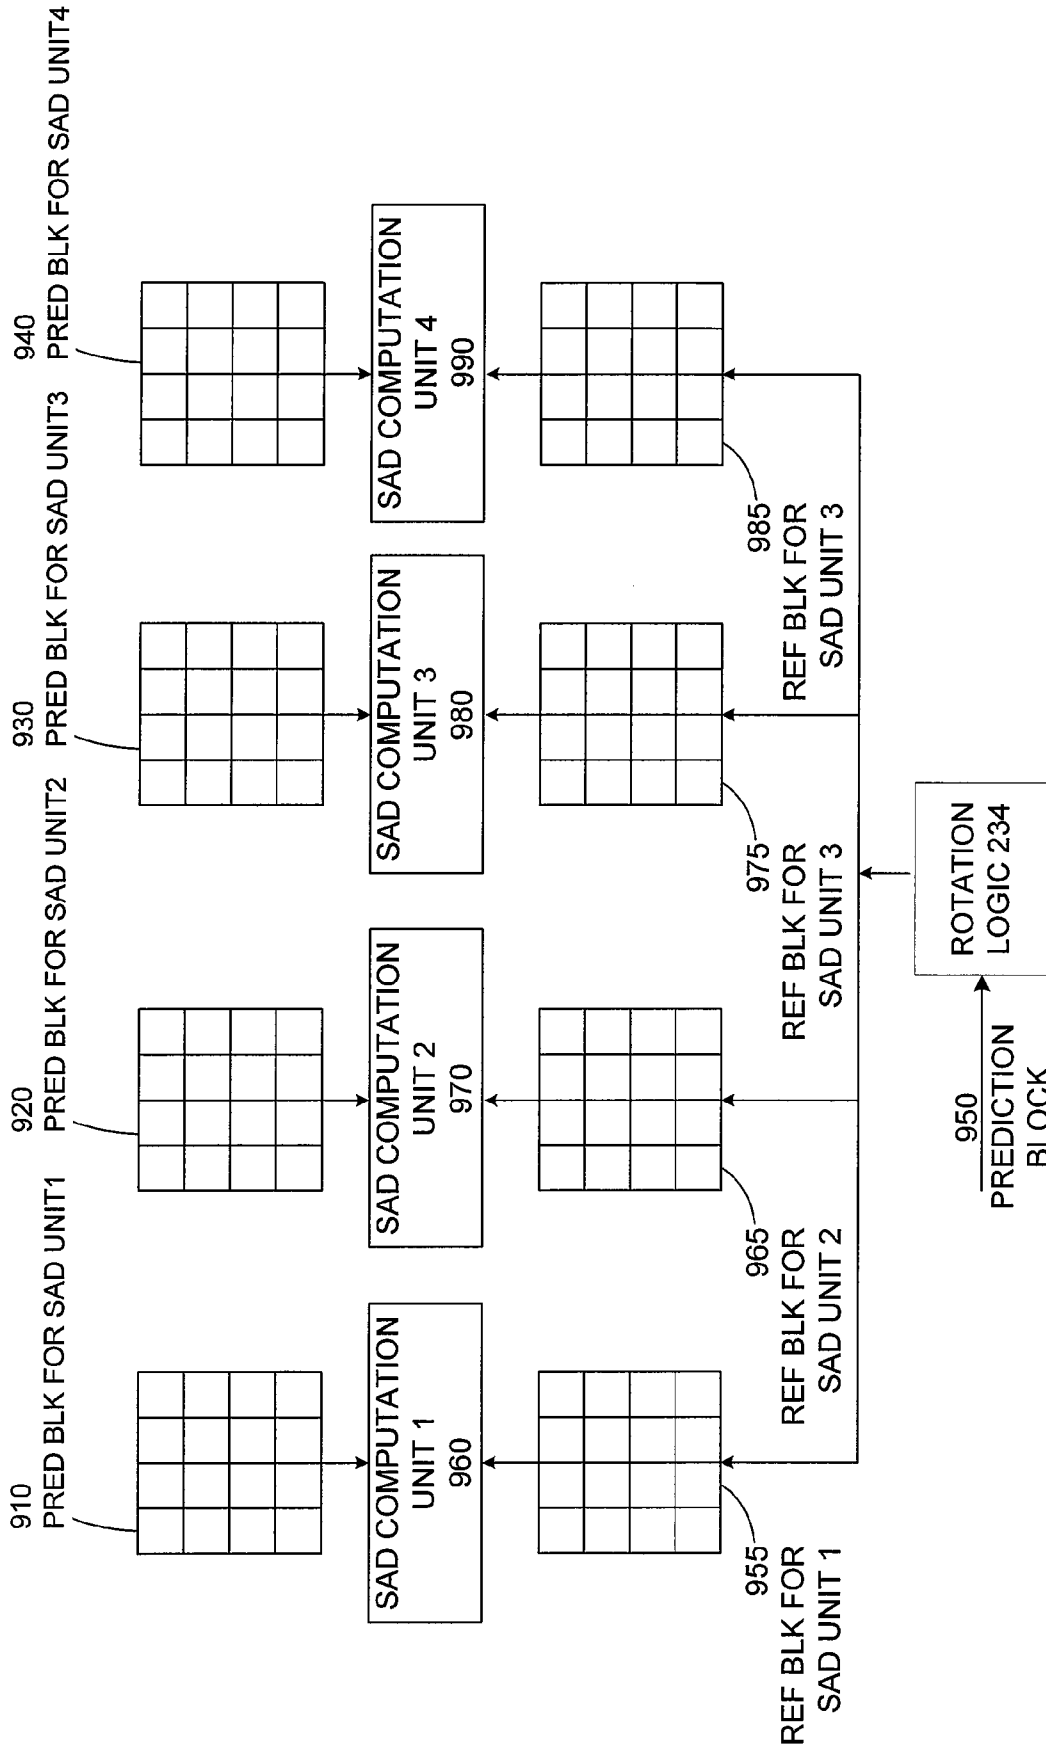 910
PRED BLK FOR SAD UNIT1
920
PRED BLK FOR SAD UNIT2
930
PRED BLK FOR SAD UNIT3
940
PRED BLK FOR SAD UNIT4
SAD COMPUTATION
UNIT 1
960
SAD COMPUTATION
UNIT 2
970
SAD COMPUTATION
UNIT 3
980
SAD COMPUTATION
UNIT 4
990
955
REF BLK FOR
SAD UNIT 1
965
REF BLK FOR
SAD UNIT 2
975
REF BLK FOR
SAD UNIT 3
985
REF BLK FOR
SAD UNIT 3
950
PREDICTION
BLOCK
ROTATION
LOGIC 234